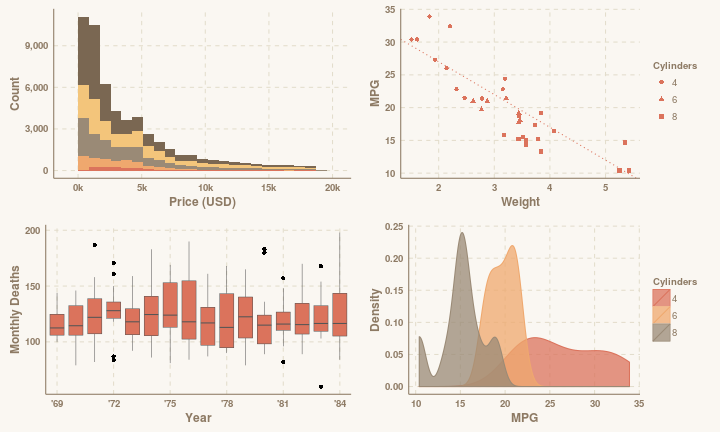 Count
9,000
6,000
3,000
0
0k 5k 10k 15k 20k
Price (USD)
MPG
35
30
25
20
15
10
2 3 4 5
Weight
Cylinders
4
6
8
Monthly Deaths
200
150
100
'69 '72 '75 '78 '81 '84
Year
Density
0.25
0.20
0.15
0.10
0.05
0.00
10 15 20 25 30 35
MPG
Cylinders
4
6
8